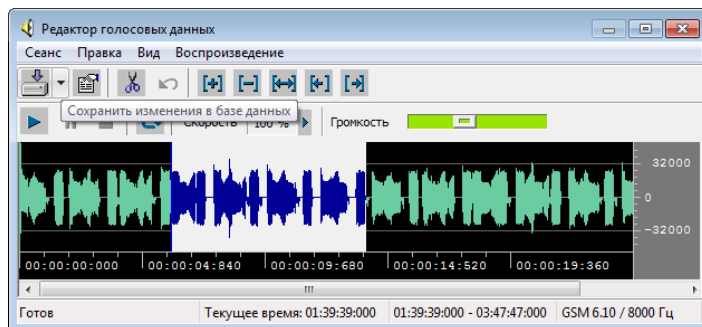 Редактор голосовых данных
Сеанс Правка Вид Воспроизведение
Сохранить изменения в базе данных
Скорость 100 % Громкость
32000
0
-32000
00:00:00:000 00:00:04:840 00:00:09:680 00:00:14:520 00:00:19:360
Готов Текущее время: 01:39:39:000 01:39:39:000 - 03:47:47:000 GSM 6.10 / 8000 Гц